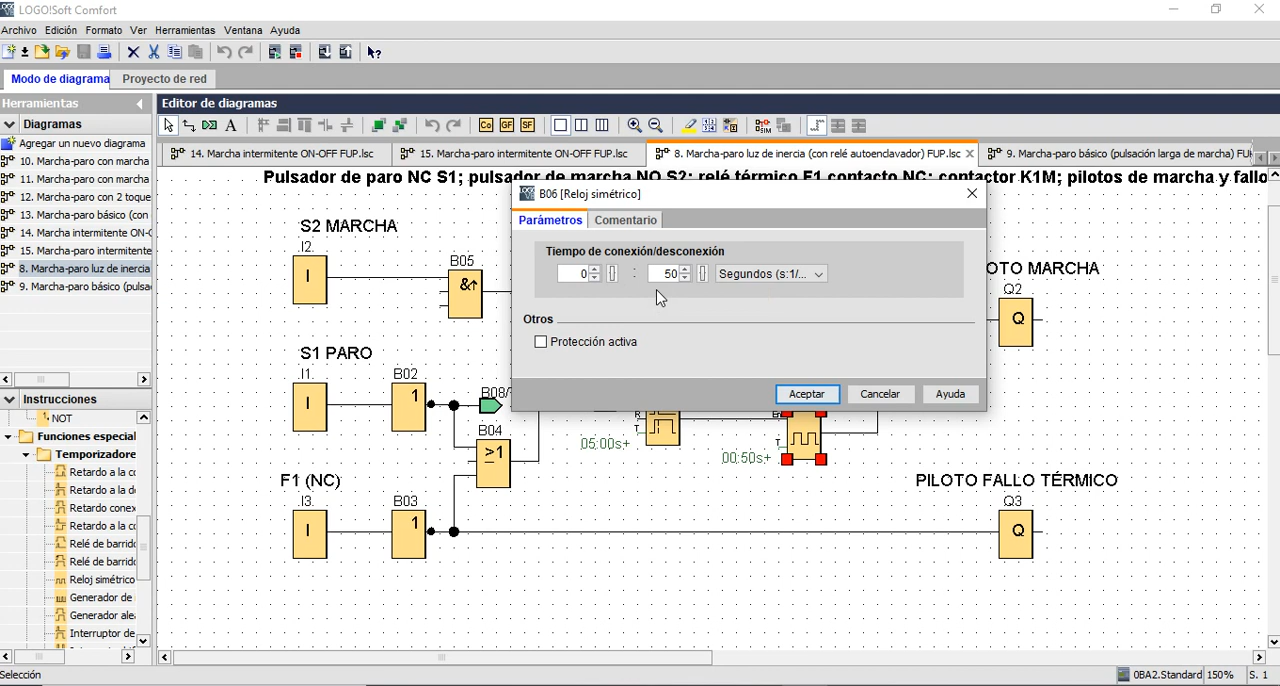 LOGO!Soft Comfort
Archivo Edición Formato Ver Herramientas Ventana Ayuda
Modo de diagrama Proyecto de red
Herramientas
Editor de diagramas
Diagramas
Agregar un nuevo diagrama
10. Marcha-paro con marcha
11. Marcha-paro con marcha
12. Marcha-paro con 2 toque
13. Marcha-paro básico (con
14. Marcha intermitente ON-O
15. Marcha-paro intermitente
8. Marcha-paro luz de inercia
9. Marcha-paro básico (pulsa
Instrucciones
NOT
Funciones especial
Temporizadore
Retardo a la co
Retardo a la d
Retardo conex
Retardo a la co
Relé de barrido
Relé de barrido
Reloj simétrico
Generador de
Generador ale
Interruptor de
A
Co GF SF
SIM
14. Marcha intermitente ON-OFF FUP.lsc
15. Marcha-paro intermitente ON-OFF FUP.lsc
8. Marcha-paro luz de inercia (con relé autoenclavador) FUP.lsc
9. Marcha-paro básico (pulsación larga de marcha) FU
Pulsador de paro NC S1; pulsador de marcha NO S2; relé térmico F1 contacto NC; contactor K1M; pilotos de marcha y fallo
S2 MARCHA
I2
I
B05
&↑
S1 PARO
I1
I
B02
1
B08/
B04
>1
F1 (NC)
I3
I
B03
1
R
T
05:00s+
T
00:50s+
OTO MARCHA
Q2
Q
PILOTO FALLO TÉRMICO
Q3
Q
B06 [Reloj simétrico]
Parámetros Comentario
Tiempo de conexión/desconexión
0 : 50 Segundos (s:1/...
Otros
Protección activa
Aceptar Cancelar Ayuda
Selección
0BA2.Standard 150% S. 1